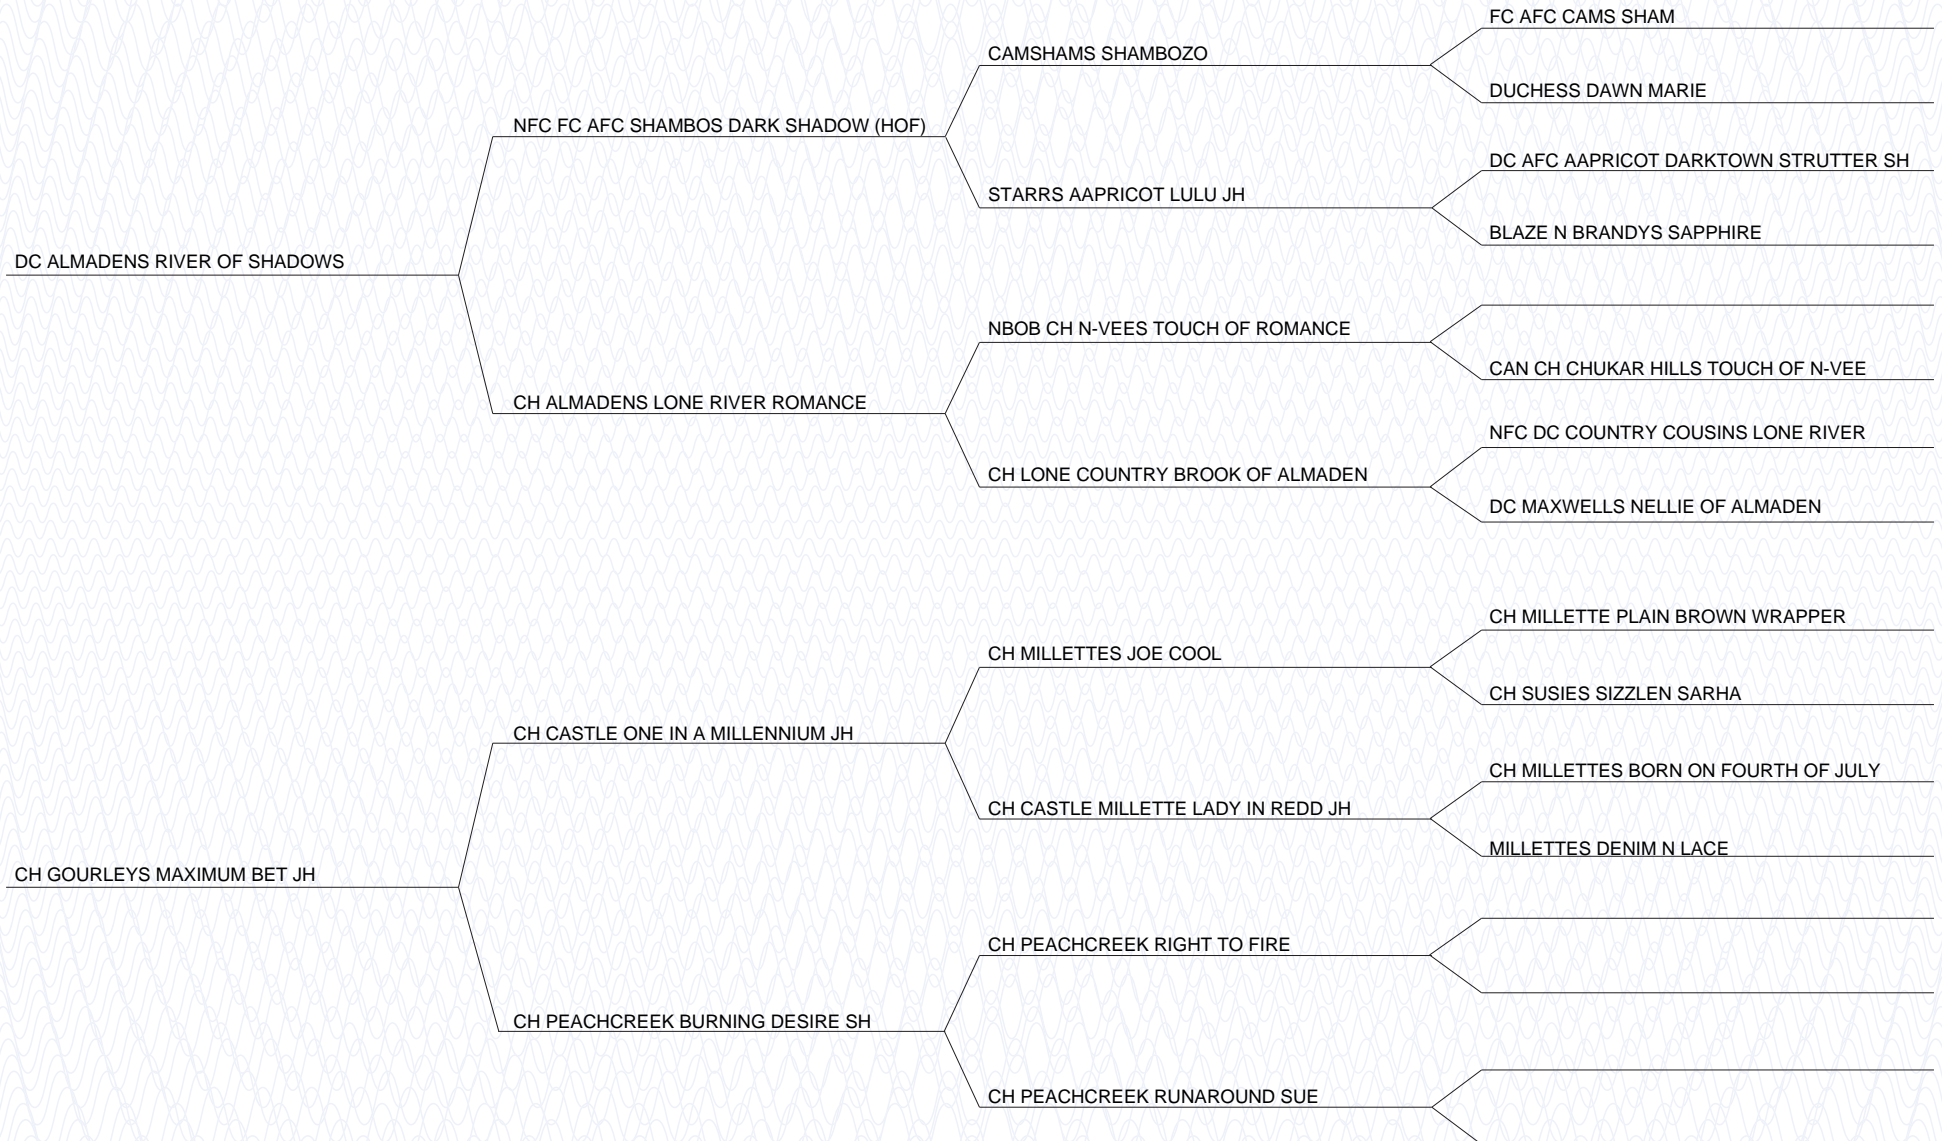 FC AFC CAMS SHAM
CAMSHAMS SHAMBOZO
DUCHESS DAWN MARIE
NFC FC AFC SHAMBOS DARK SHADOW (HOF)
DC AFC AAPRICOT DARKTOWN STRUTTER SH
STARRS AAPRICOT LULU JH
BLAZE N BRANDYS SAPPHIRE
DC ALMADENS RIVER OF SHADOWS
NBOB CH N-VEES TOUCH OF ROMANCE
CAN CH CHUKAR HILLS TOUCH OF N-VEE
CH ALMADENS LONE RIVER ROMANCE
NFC DC COUNTRY COUSINS LONE RIVER
CH LONE COUNTRY BROOK OF ALMADEN
DC MAXWELLS NELLIE OF ALMADEN
CH MILLETTE PLAIN BROWN WRAPPER
CH MILLETTES JOE COOL
CH SUSIES SIZZLEN SARHA
CH CASTLE ONE IN A MILLENNIUM JH
CH MILLETTES BORN ON FOURTH OF JULY
CH CASTLE MILLETTE LADY IN REDD JH
MILLETTES DENIM N LACE
CH GOURLEYS MAXIMUM BET JH
CH PEACHCREEK RIGHT TO FIRE
CH PEACHCREEK BURNING DESIRE SH
CH PEACHCREEK RUNAROUND SUE